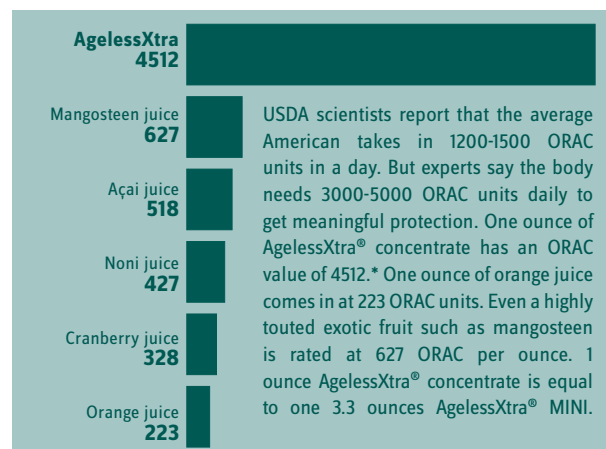 AgelessXtra
4512
Mangosteen juice
627
Açai juice
518
Noni juice
427
Cranberry juice
328
Orange juice
223
USDA scientists report that the average
American takes in 1200-1500 ORAC
units in a day. But experts say the body
needs 3000-5000 ORAC units daily to
get meaningful protection. One ounce of
AgelessXtra® concentrate has an ORAC
value of 4512.* One ounce of orange juice
comes in at 223 ORAC units. Even a highly
touted exotic fruit such as mangosteen
is rated at 627 ORAC per ounce. 1
ounce AgelessXtra® concentrate is equal
to one 3.3 ounces AgelessXtra® MINI.